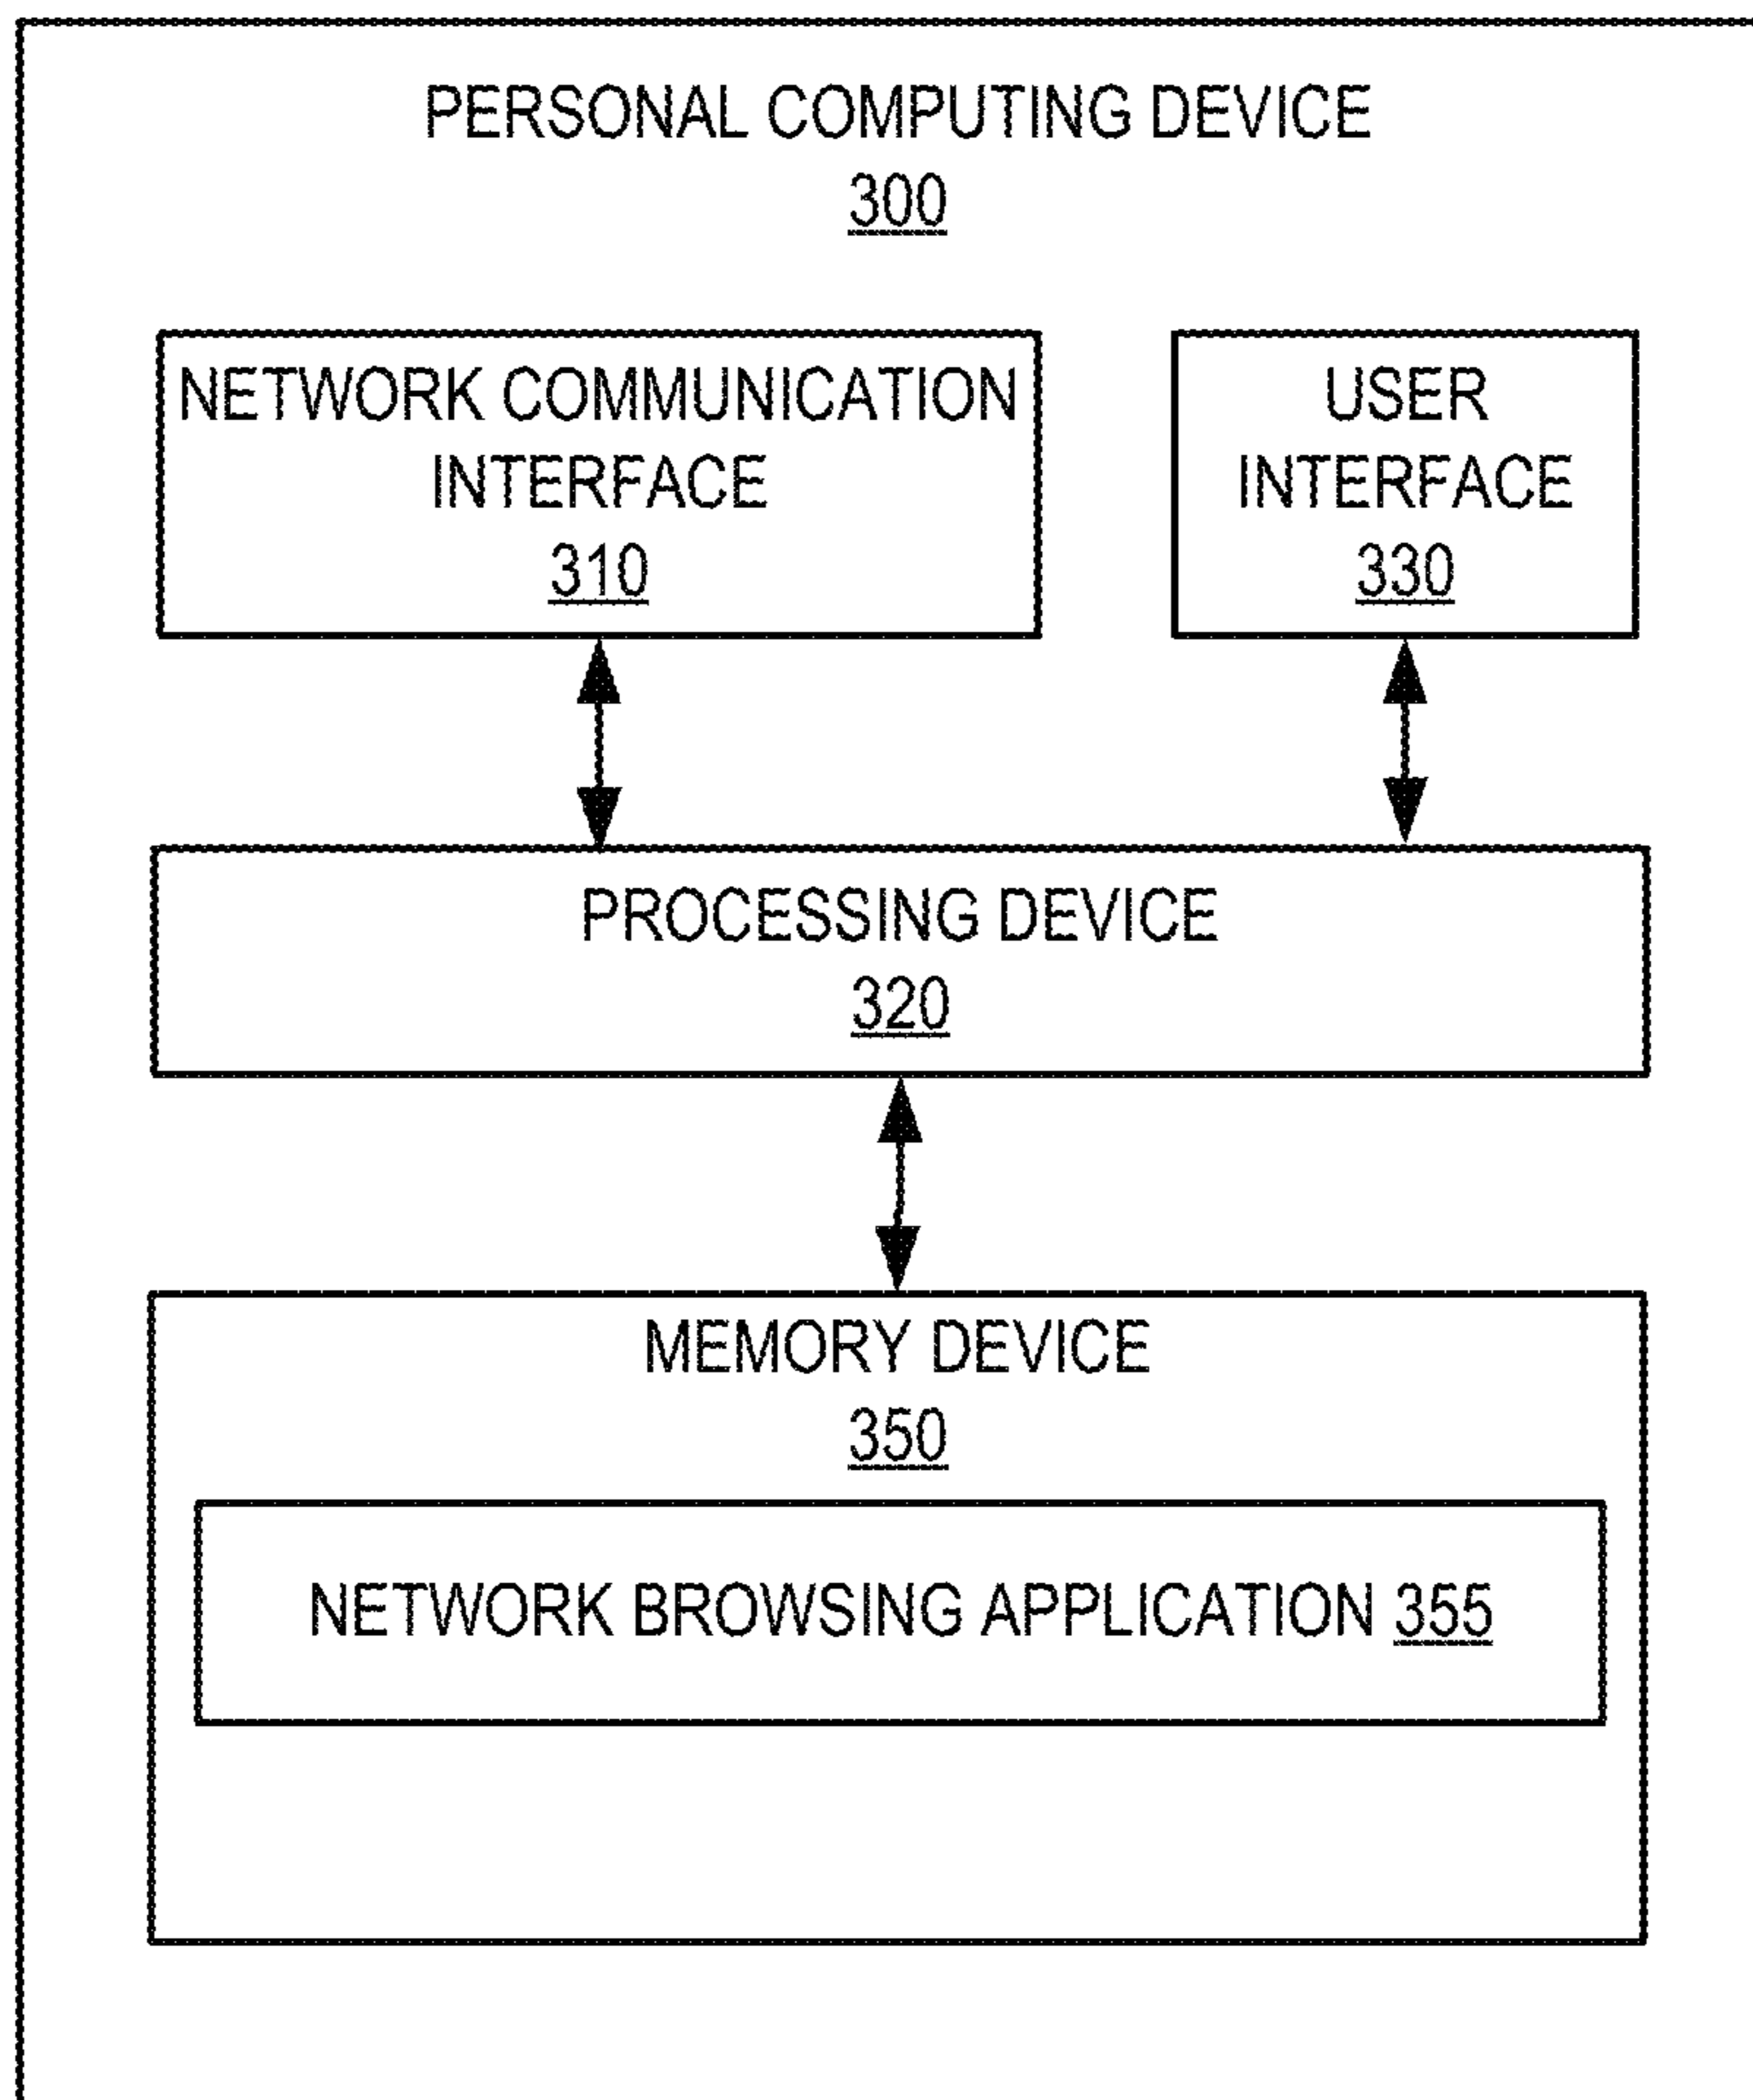 PERSONAL COMPUTING DEVICE
300
NETWORK COMMUNICATION
INTERFACE
310
USER
INTERFACE
330
PROCESSING DEVICE
320
MEMORY DEVICE
350
NETWORK BROWSING APPLICATION 355